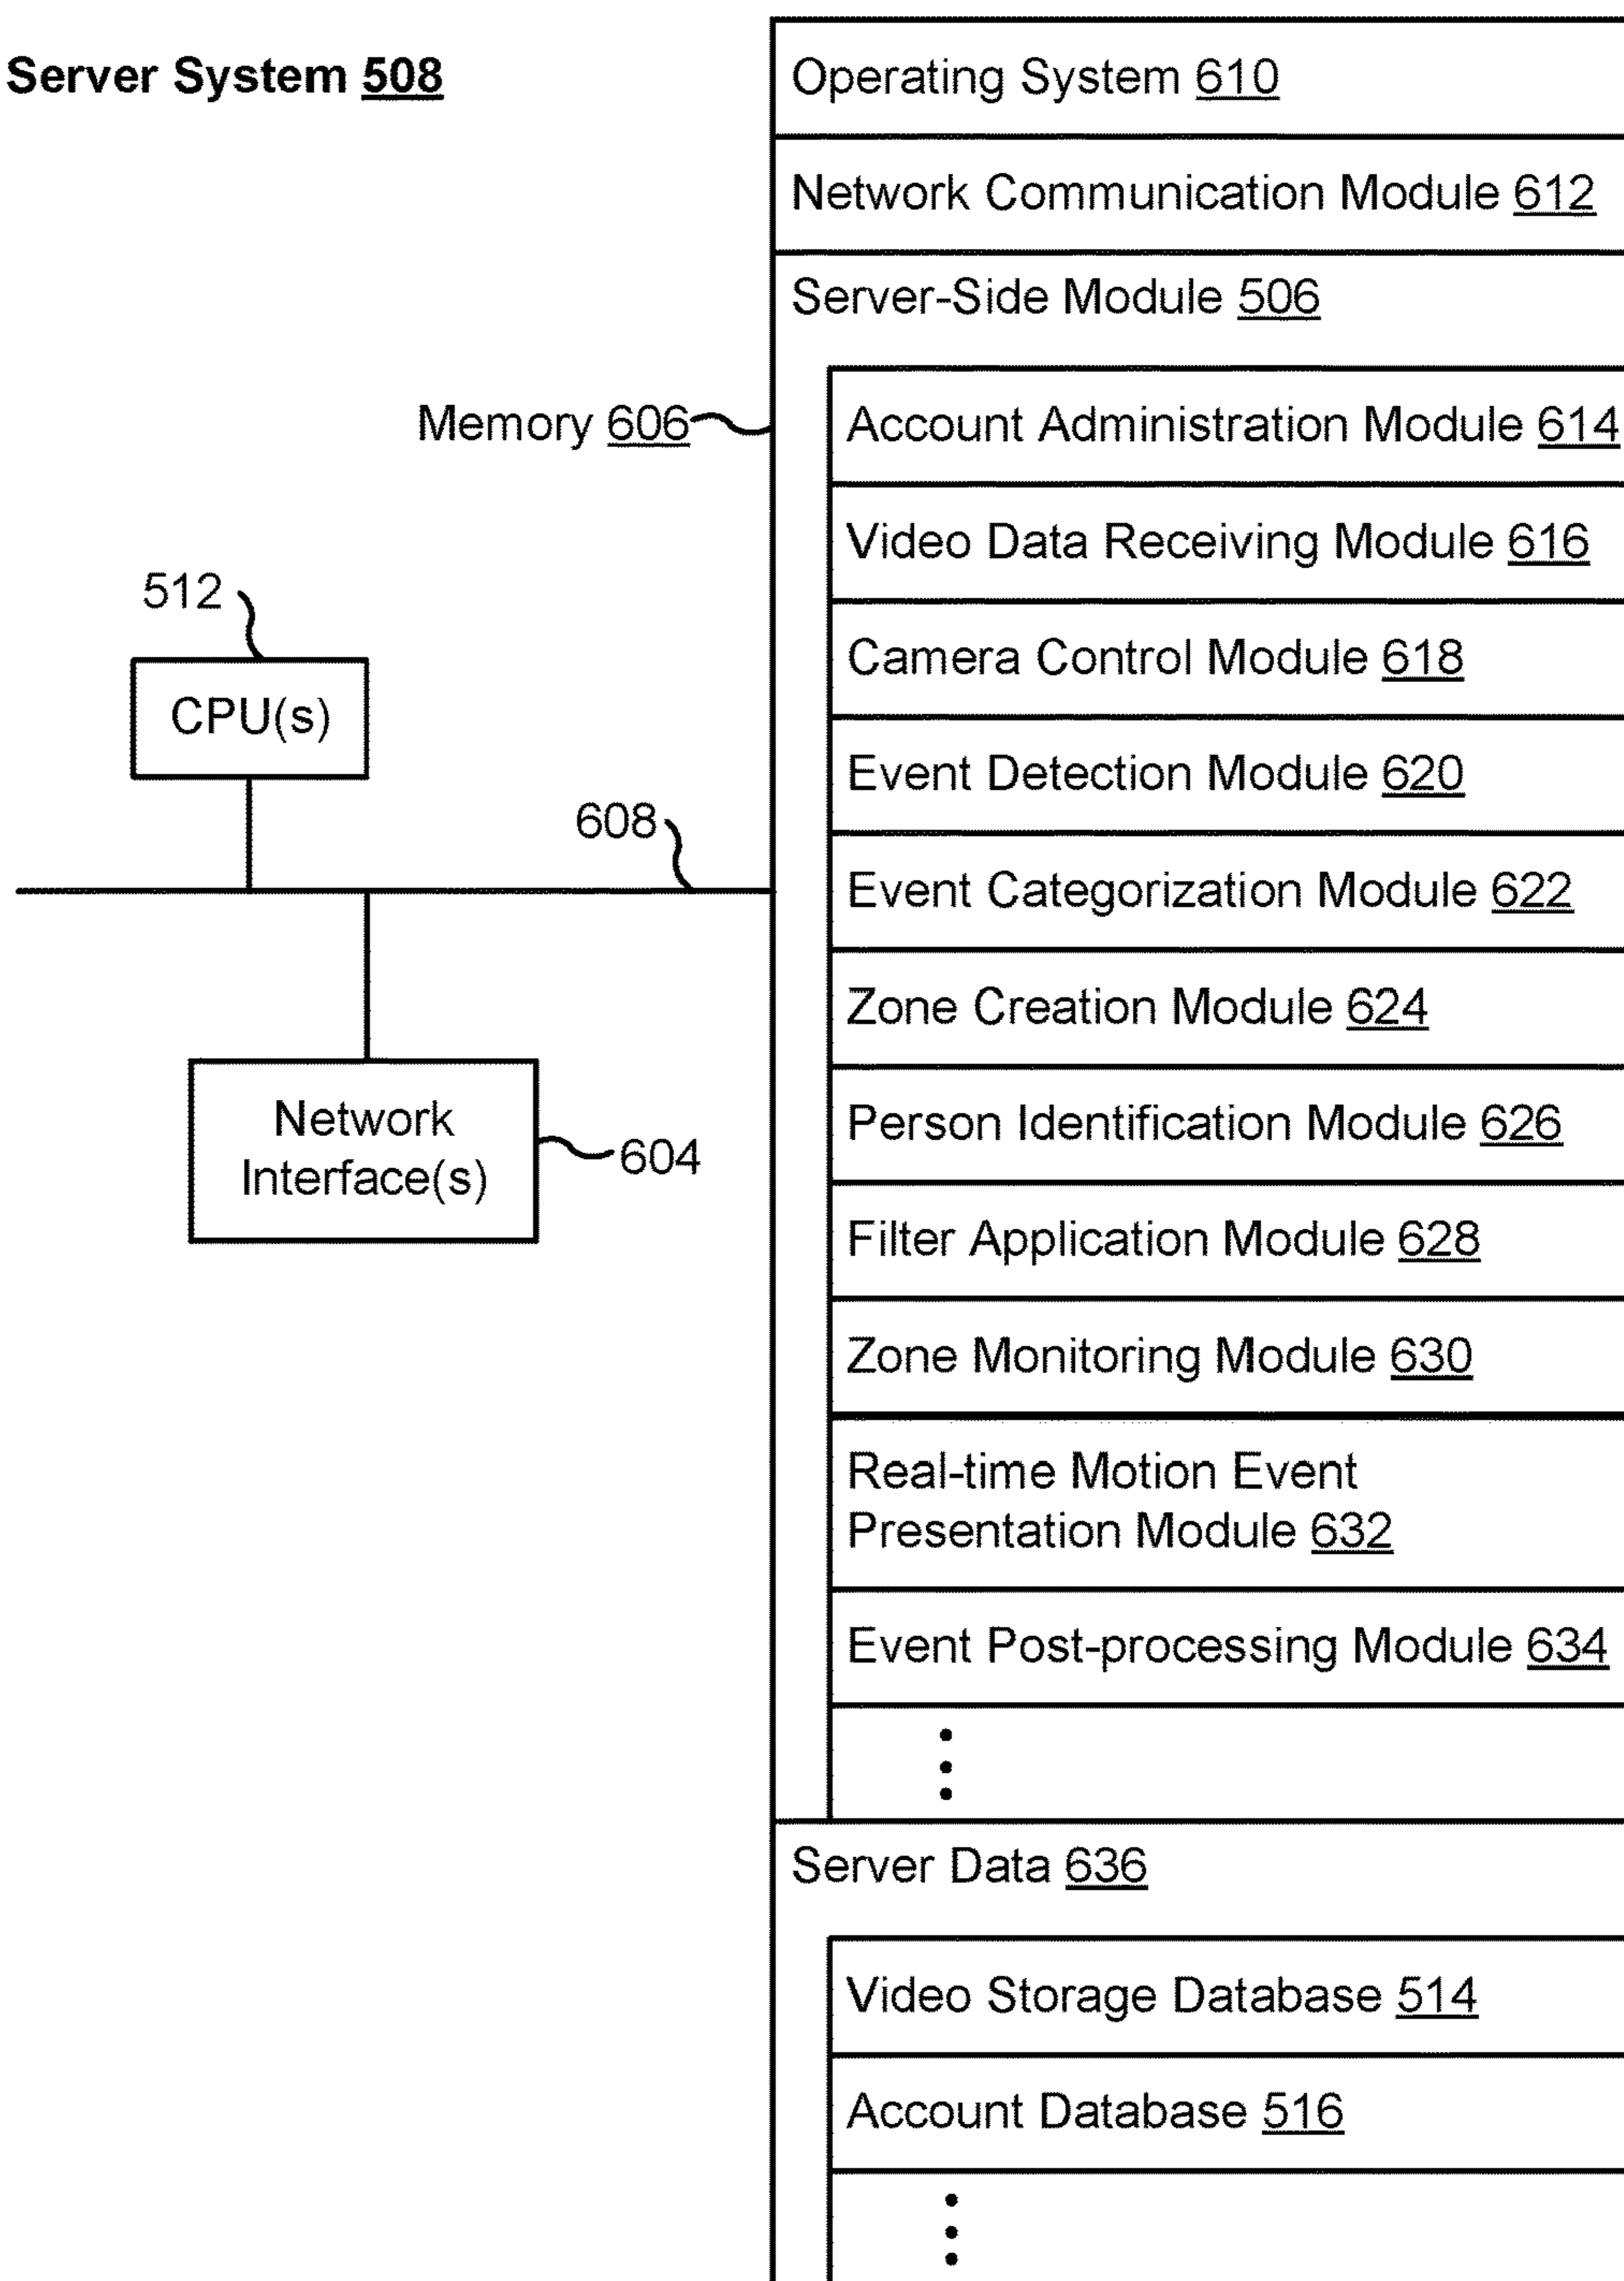 Server System 508
Operating System 610
Network Communication Module 612
Server-Side Module 506
Memory 606
Account Administration Module 614
Video Data Receiving Module 616
512
CPU(s)
Camera Control Module 618
Event Detection Module 620
608
Event Categorization Module 622
Zone Creation Module 624
Network
Interface(s)
604
Person Identification Module 626
Filter Application Module 628
Zone Monitoring Module 630
Real-time Motion Event
Presentation Module 632
Event Post-processing Module 634
Server Data 636
Video Storage Database 514
Account Database 516